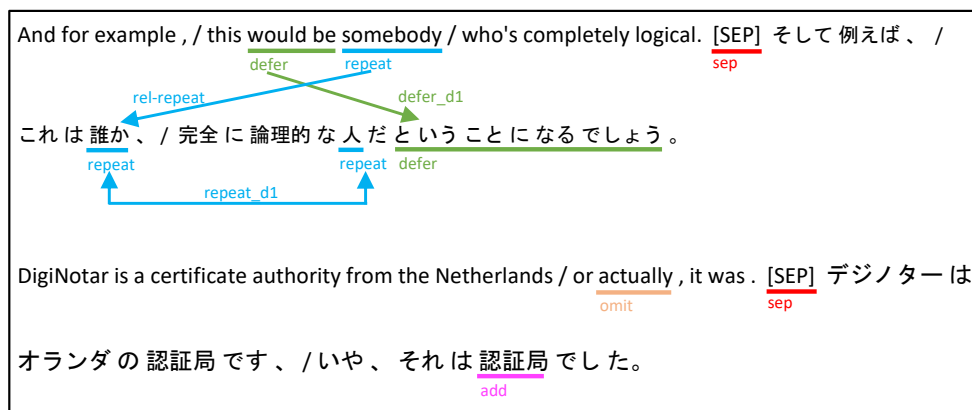 And for example , / this would be somebody / who's completely logical. [SEP] そして 例えば 、 /
defer repeat sep
rel-repeat defer_d1
これ は 誰か 、 / 完全 に 論理的 な 人 だ と いう こと に なる でしょう 。
repeat repeat defer
repeat_d1
DigiNotar is a certificate authority from the Netherlands / or actually , it was . [SEP] デジノター は
omit sep
オランダ の 認証局 です 、 / いや 、 それ は 認証局 でし た。
add